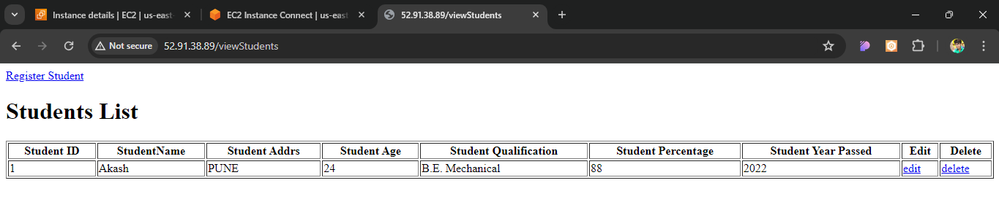 Instance details | EC2 | us-east
EC2 Instance Connect | us-east
52.91.38.89/viewStudents
Not secure
52.91.38.89/viewStudents
Register Student
Students List
Student ID StudentName Student Addrs Student Age Student Qualification Student Percentage Student Year Passed Edit Delete
1 Akash PUNE 24 B.E. Mechanical 88 2022 edit delete